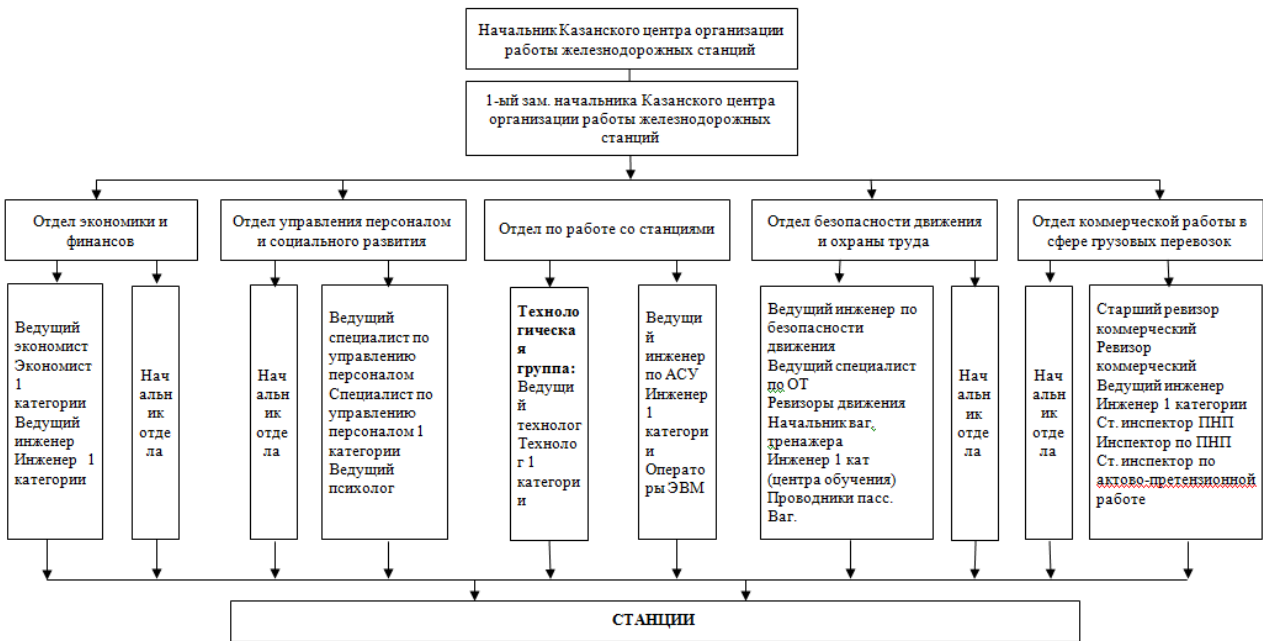 Начальник Казанского центра организации
работы железнодорожных станций
1-ый зам. начальника Казанского центра
организации работы железнодорожных
станций
Отдел экономики и
финансов
Отдел управления персоналом
и социального развития
Отдел по работе со станциями
Отдел безопасности движения
и охраны труда
Отдел коммерческой работы в
сфере грузовых перевозок
Ведущий
экономист
Экономист
1
категории
Ведущий
инженер
Инженер 1
категории
Нач
альн
ик
отде
ла
Нач
альн
ик
отде
ла
Ведущий
специалист по
управлению
персоналом
Специалист по
управлению
персоналом 1
категории
Ведущий
психолог
Техноло
гическа
я
группа:
Ведущи
й
технолог
Техноло
г 1
категори
и
Ведущи
й
инженер
по АСУ
Инженер
1
категори
и
Операто
ры ЭВМ
Ведущий инженер по
безопасности
движения
Ведущий специалист
по ОТ
Ревизоры движения
Начальник ваг,
тренажера
Инженер 1 кат
(центра обучения)
Проводники пасс.
Ваг.
Нач
альн
ик
отде
ла
Нач
альн
ик
отде
ла
Старший ревизор
коммерческий
Ревизор
коммерческий
Ведущий инженер
Инженер 1 категории
Ст. инспектор ПНП
Инспектор по ПНП
Ст. инспектор по
актово-претензионной
работе
СТАНЦИИ